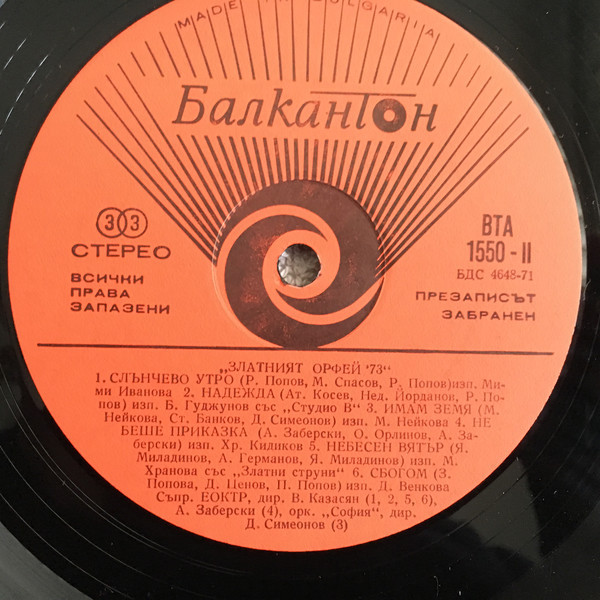 MADE IN BULGARIA
Балкантон
33
СТЕРЕО
ВСИЧКИ
ПРАВА
ЗАПАЗЕНИ
ВТА
1550 - II
БДС 4648-71
ПРЕЗАПИСЪТ
ЗАБРАНЕН
„ЗЛАТНИЯТ ОРФЕЙ '73“
1. СЛЪНЧЕВО УТРО (Р. Попов, М. Спасов, Р. Попов)изп. Ми-
ми Иванова 2. НАДЕЖДА (Ат. Косев, Нед. Йорданов, Р. По-
пов) изп. Б. Гуджунов със „Студио В“ 3. ИМАМ ЗЕМЯ (М.
Нейкова, Ст. Банков, Д. Симеонов) изп. М. Нейкова 4. НЕ
БЕШЕ ПРИКАЗКА (А. Заберски, О. Орлинов, А. За-
берски) изп. Хр. Кидиков 5. НЕБЕСЕН ВЯТЪР (Я.
Миладинов, А. Германов, Я. Миладинов) изп. М.
Хранова със „Златни струни“ 6. СБОГОМ (З.
Попова, Д. Ценов, П. Попов) изп. Д. Венкова
Съпр. ЕОКТР, дир. В. Казасян (1, 2, 5, 6),
А. Заберски (4), орк. „София“, дир.
Д. Симеонов (3)